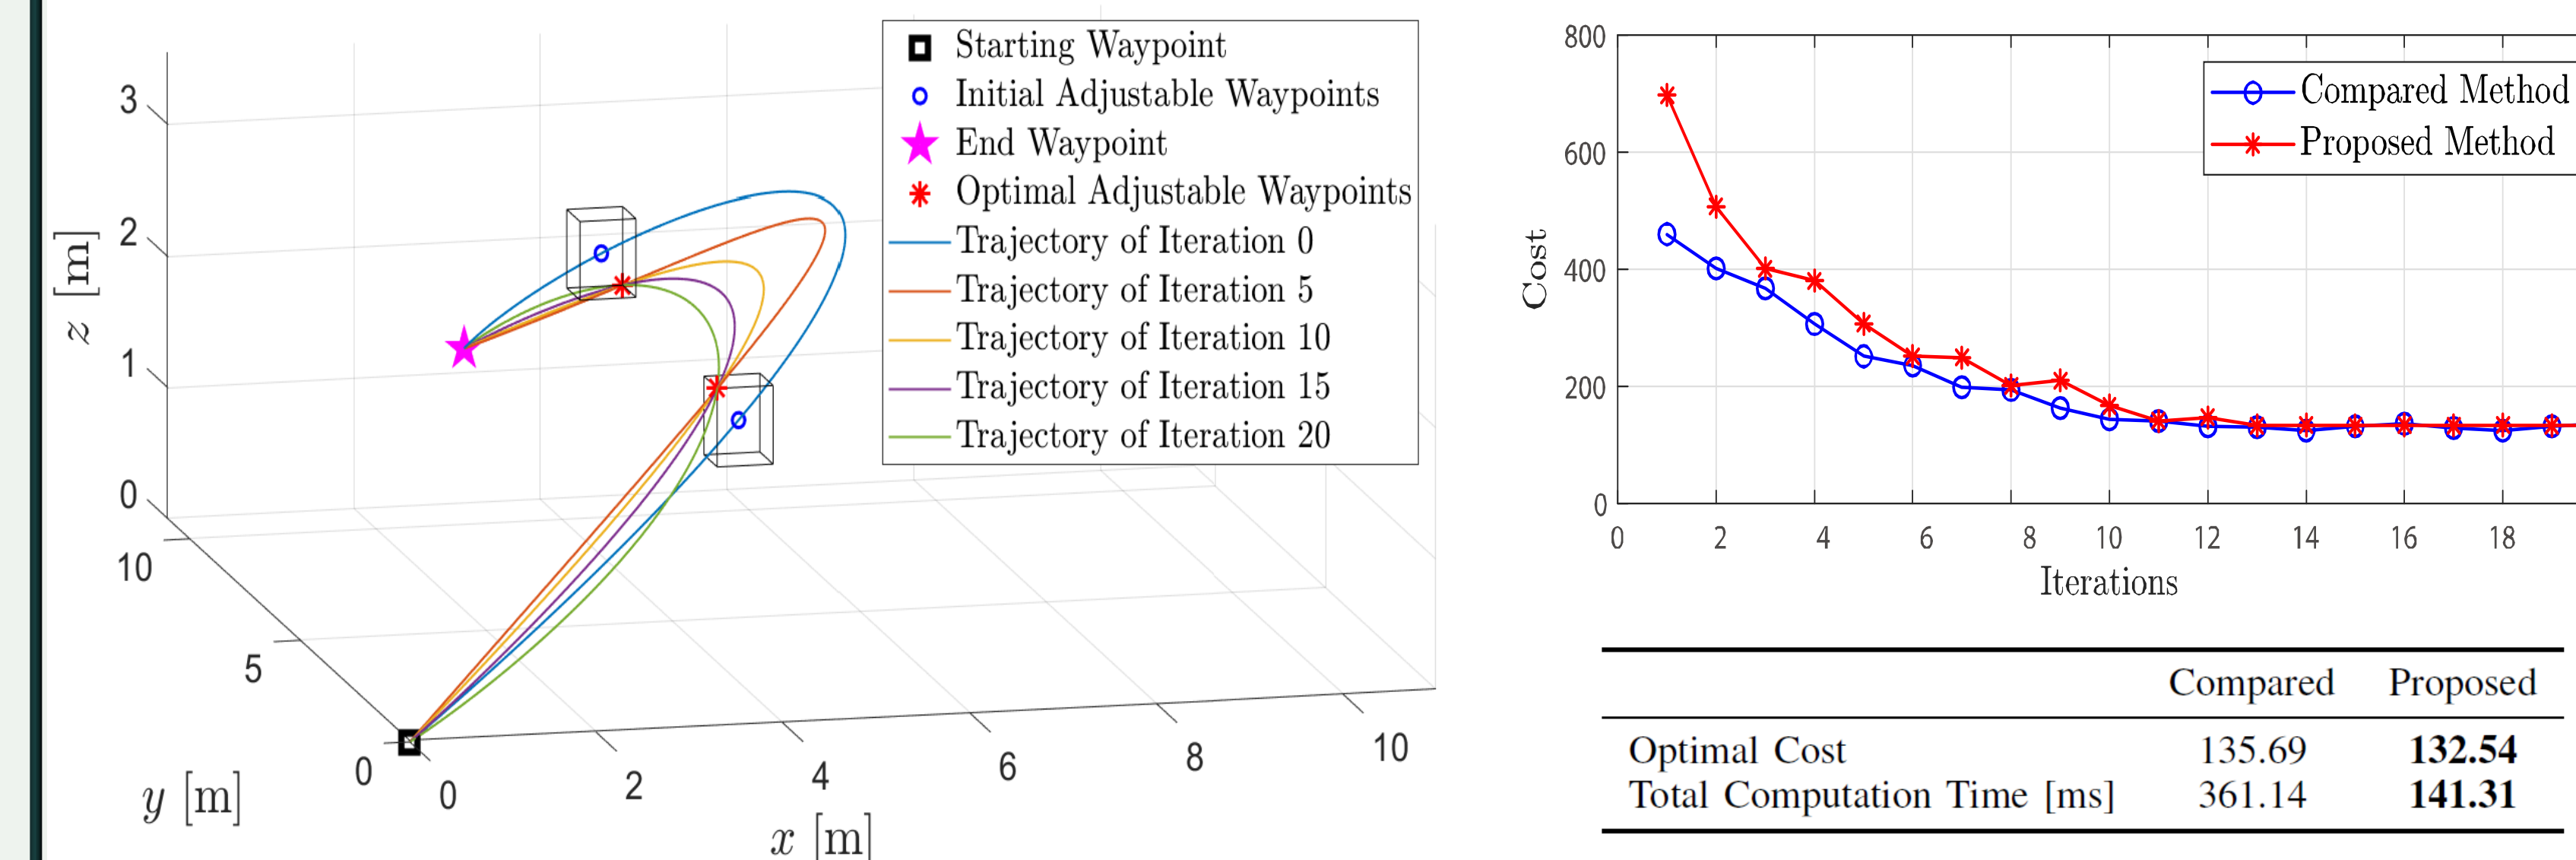 Starting Waypoint
Initial Adjustable Waypoints
End Waypoint
Optimal Adjustable Waypoints
Trajectory of Iteration 0
Trajectory of Iteration 5
Trajectory of Iteration 10
Trajectory of Iteration 15
Trajectory of Iteration 20
3
2
1
0
z [m]
10
5
0
y [m]
0
2
4
6
8
10
x [m]
800
600
400
200
0
Cost
Compared Method
Proposed Method
0 2 4 6 8 10 12 14 16 18
Iterations
Compared Proposed
Optimal Cost 135.69 132.54
Total Computation Time [ms] 361.14 141.31